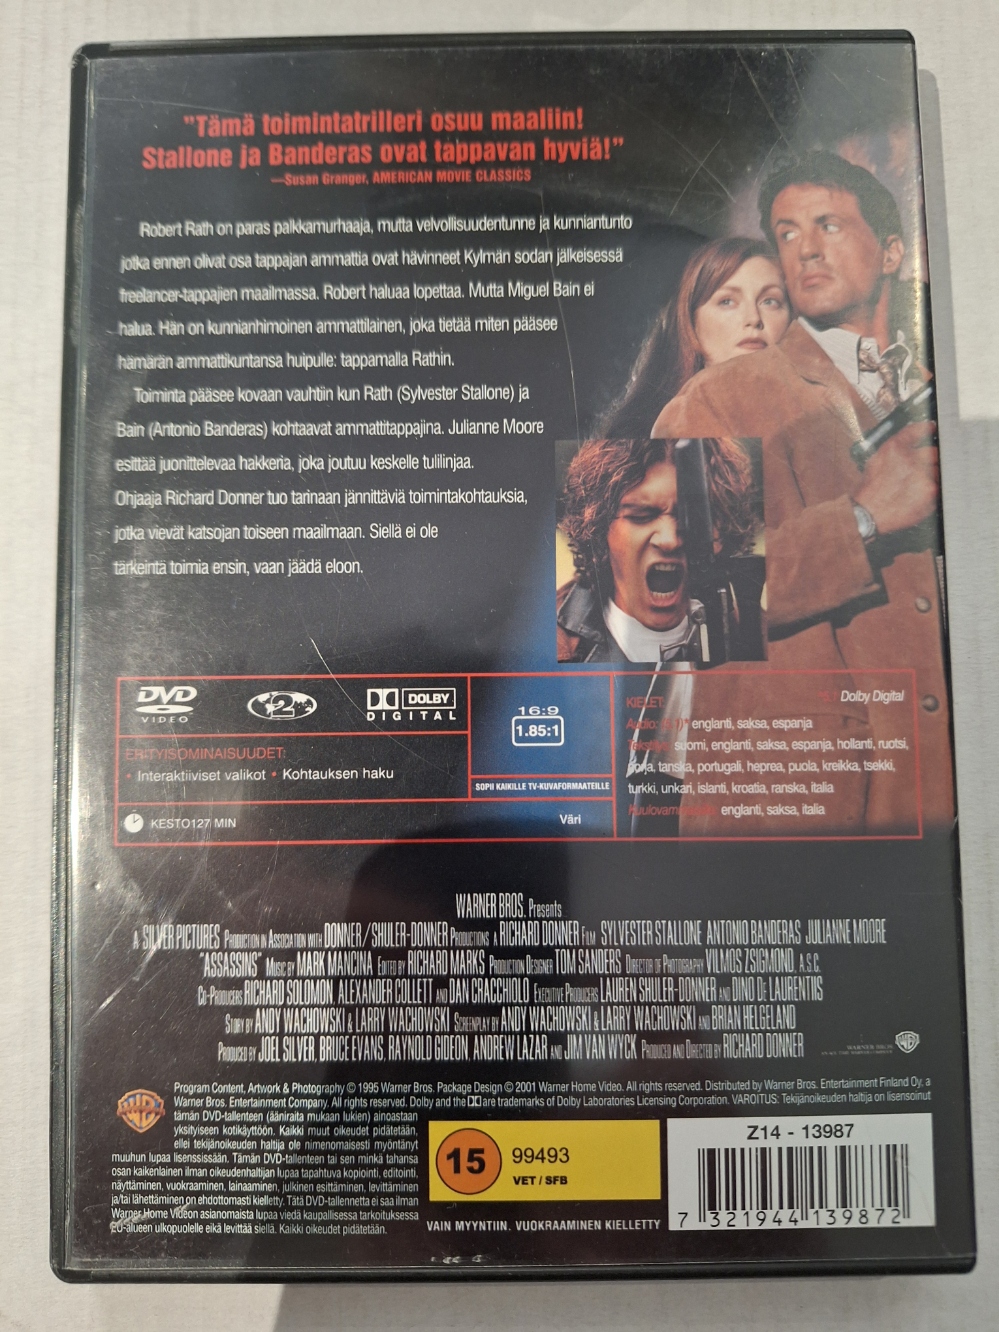 "Tämä toimintatrilleri osuu maaliin!
Stallone ja Banderas ovat tappavan hyviä!"
—Susan Granger, AMERICAN MOVIE CLASSICS
Robert Rath on paras palkkamurhaaja, mutta velvollisuudentunne ja kunniantunto
jotka ennen olivat osa tappajan ammattia ovat hävinneet Kylmän sodan jälkeisessä
freelancer-tappajien maailmassa. Robert haluaa lopettaa. Mutta Miguel Bain ei
halua. Hän on kunnianhimoinen ammattilainen, joka tietää miten pääsee
hämärän ammattikuntansa huipulle: tappamalla Rathin.
Toiminta pääsee kovaan vauhtiin kun Rath (Sylvester Stallone) ja
Bain (Antonio Banderas) kohtaavat ammattitappajina. Julianne Moore
esittää juonittelevaa hakkeria, joka joutuu keskelle tulilinjaa.
Ohjaaja Richard Donner tuo tarinaan jännittäviä toimintakohtauksia,
jotka vievät katsojan toiseen maailmaan. Siellä ei ole
tärkeintä toimia ensin, vaan jäädä eloon.
DVD
VIDEO
2
DOLBY
DIGITAL
16:9
1.85:1
SOPII KAIKILLE TV-KUVAFORMAATEILLE
ERITYISOMINAISUUDET:
• Interaktiiviset valikot • Kohtauksen haku
KESTO127 MIN
Väri
KIELET:
Dolby Digital
Audio: englanti, saksa, espanja
suomi, englanti, saksa, espanja, hollanti, ruotsi,
norja, tanska, portugali, heprea, puola, kreikka, tsekki,
turkki, unkari, islanti, kroatia, ranska, italia
englanti, saksa, italia
WARNER BROS. Presents
A SILVER PICTURES PRODUCTION IN ASSOCIATION WITH DONNER/SHULER-DONNER PRODUCTIONS A RICHARD DONNER FILM SYLVESTER STALLONE ANTONIO BANDERAS JULIANNE MOORE
"ASSASSINS" MUSIC BY MARK MANCINA EDITED BY RICHARD MARKS PRODUCTION DESIGNER TOM SANDERS DIRECTOR OF PHOTOGRAPHY VILMOS ZSIGMOND, A.S.C.
CO-PRODUCERS RICHARD SOLOMON, ALEXANDER COLLETT AND DAN CRACCHIOLO EXECUTIVE PRODUCERS LAUREN SHULER-DONNER AND DINO DE LAURENTIIS
STORY BY ANDY WACHOWSKI & LARRY WACHOWSKI SCREENPLAY BY ANDY WACHOWSKI & LARRY WACHOWSKI AND BRIAN HELGELAND
PRODUCED BY JOEL SILVER, BRUCE EVANS, RAYNOLD GIDEON, ANDREW LAZAR AND JIM VAN WYCK PRODUCED AND DIRECTED BY RICHARD DONNER
WARNER BROS.
Program Content, Artwork & Photography © 1995 Warner Bros. Package Design © 2001 Warner Home Video. All rights reserved. Distributed by Warner Bros. Entertainment Finland Oy, a
Warner Bros. Entertainment Company. All rights reserved. Dolby and the are trademarks of Dolby Laboratories Licensing Corporation. VAROITUS: Tekijänoikeuden haltija on lisensoinut
tämän DVD-tallenteen (ääniraita mukaan lukien) ainoastaan
yksityiseen kotikäyttöön. Kaikki muut oikeudet pidätetään,
ellei tekijänoikeuden haltija ole nimenomaisesti myöntänyt
muuhun lupaa lisenssissään. Tämän DVD-tallenteen tai sen minkä tahansa
osan kaikenlainen ilman oikeudenhaltijan lupaa tapahtuva kopiointi, editointi,
näyttäminen, vuokraaminen, lainaaminen, julkinen esittäminen, levittäminen
ja/tai lähettäminen on ehdottomasti kielletty. Tätä DVD-tallennetta ei saa ilman
Warner Home Videon asianomaista lupaa viedä kaupallisessa tarkoituksessa
EU-alueen ulkopuolelle eikä levittää siellä. Kaikki oikeudet pidätetään.
15
99493
VET / SFB
VAIN MYYNTIIN. VUOKRAAMINEN KIELLETTY
Z14 - 13987
7 321944 139872